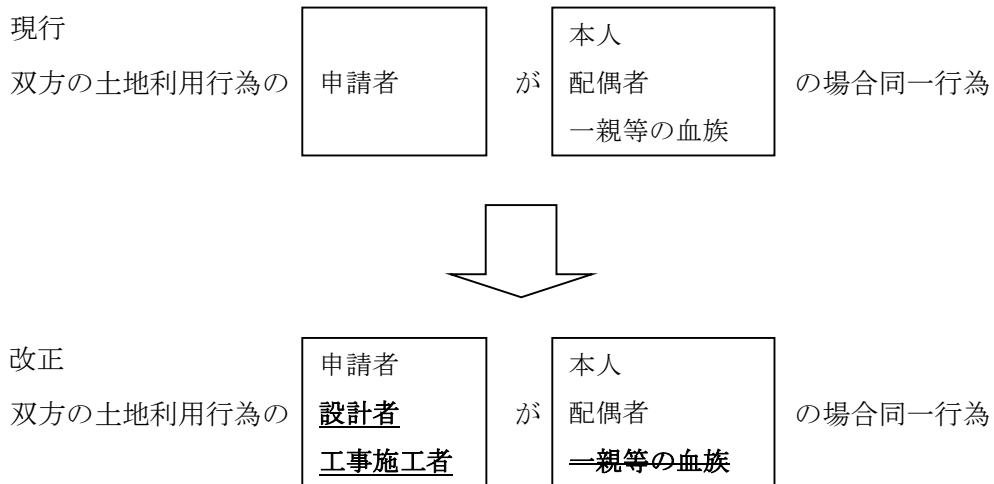 現行
双方の土地利用行為の 申請者 が 本人 配偶者 一親等の血族 の場合同一行為
改正
双方の土地利用行為の 申請者 設計者 工事施工者 が 本人 配偶者 一親等の血族 の場合同一行為